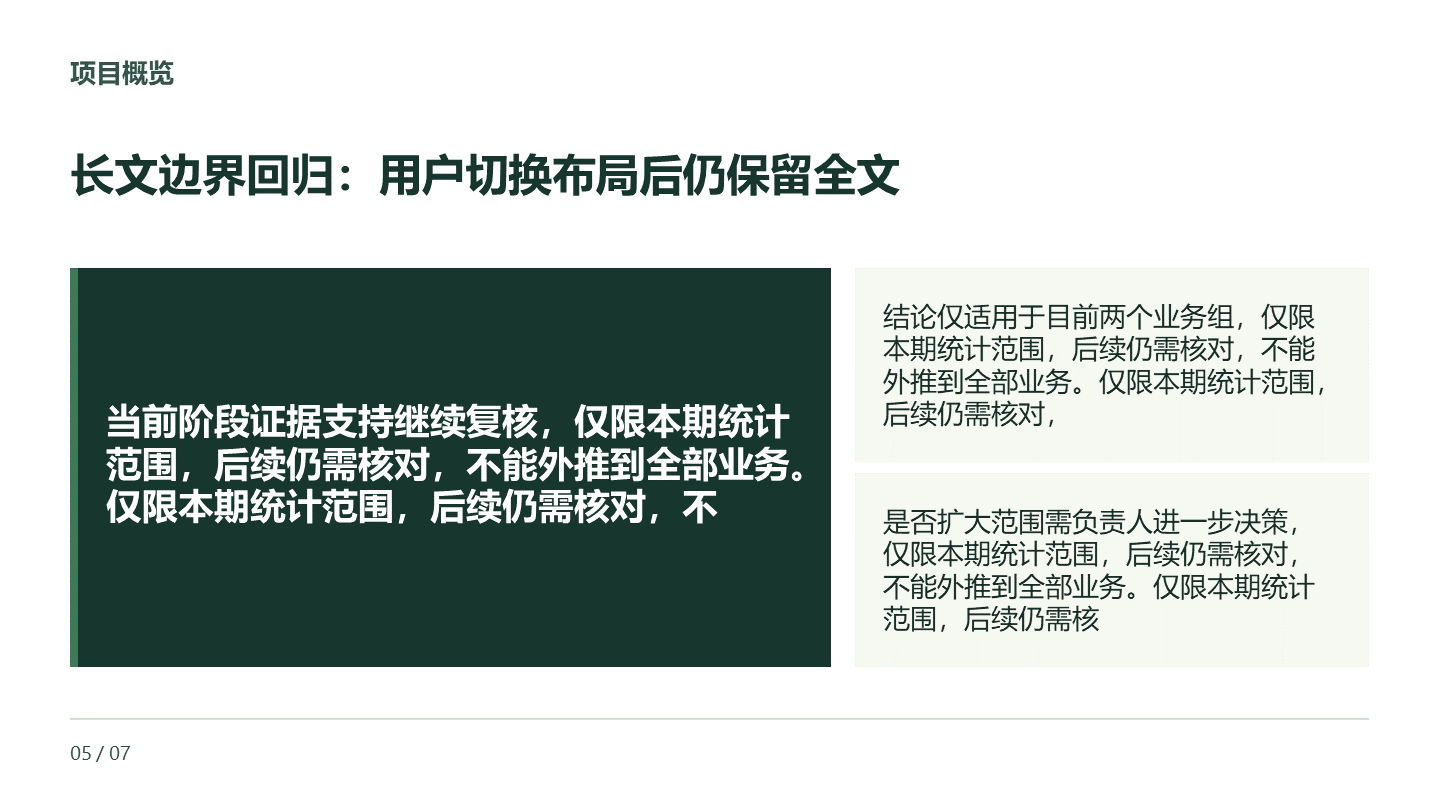 项目概览
长文边界回归：用户切换布局后仍保留全文
当前阶段证据支持继续复核，仅限本期统计
范围，后续仍需核对，不能外推到全部业务。
仅限本期统计范围，后续仍需核对，不
结论仅适用于目前两个业务组，仅限
本期统计范围，后续仍需核对，不能
外推到全部业务。仅限本期统计范围，
后续仍需核对，
是否扩大范围需负责人进一步决策，
仅限本期统计范围，后续仍需核对，
不能外推到全部业务。仅限本期统计
范围，后续仍需核
05 / 07